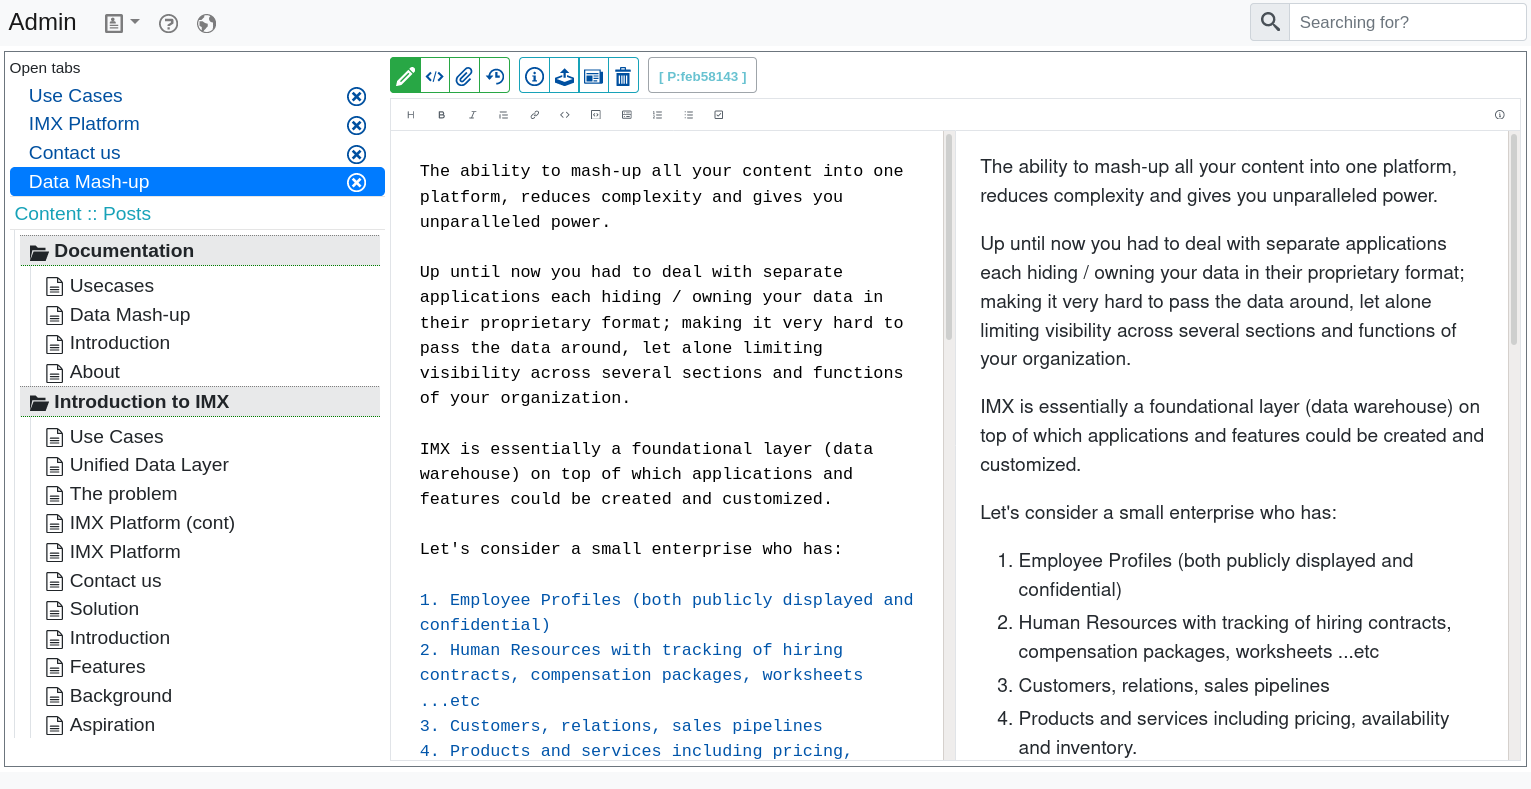 Admin
Searching for?
Open tabs
Use Cases
IMX Platform
Contact us
Data Mash-up
Content :: Posts
Documentation
Usecases
Data Mash-up
Introduction
About
Introduction to IMX
Use Cases
Unified Data Layer
The problem
IMX Platform (cont)
IMX Platform
Contact us
Solution
Introduction
Features
Background
Aspiration
[ P:feb58143 ]
H B I
The ability to mash-up all your content into one
platform, reduces complexity and gives you
unparalleled power.
Up until now you had to deal with separate
applications each hiding / owning your data in
their proprietary format; making it very hard to
pass the data around, let alone limiting
visibility across several sections and functions
of your organization.
IMX is essentially a foundational layer (data
warehouse) on top of which applications and
features could be created and customized.
Let's consider a small enterprise who has:
1. Employee Profiles (both publicly displayed and
confidential)
2. Human Resources with tracking of hiring
contracts, compensation packages, worksheets
...etc
3. Customers, relations, sales pipelines
4. Products and services including pricing,
The ability to mash-up all your content into one platform,
reduces complexity and gives you unparalleled power.
Up until now you had to deal with separate applications
each hiding / owning your data in their proprietary format;
making it very hard to pass the data around, let alone
limiting visibility across several sections and functions of
your organization.
IMX is essentially a foundational layer (data warehouse) on
top of which applications and features could be created and
customized.
Let's consider a small enterprise who has:
1. Employee Profiles (both publicly displayed and
confidential)
2. Human Resources with tracking of hiring contracts,
compensation packages, worksheets ...etc
3. Customers, relations, sales pipelines
4. Products and services including pricing, availability
and inventory.